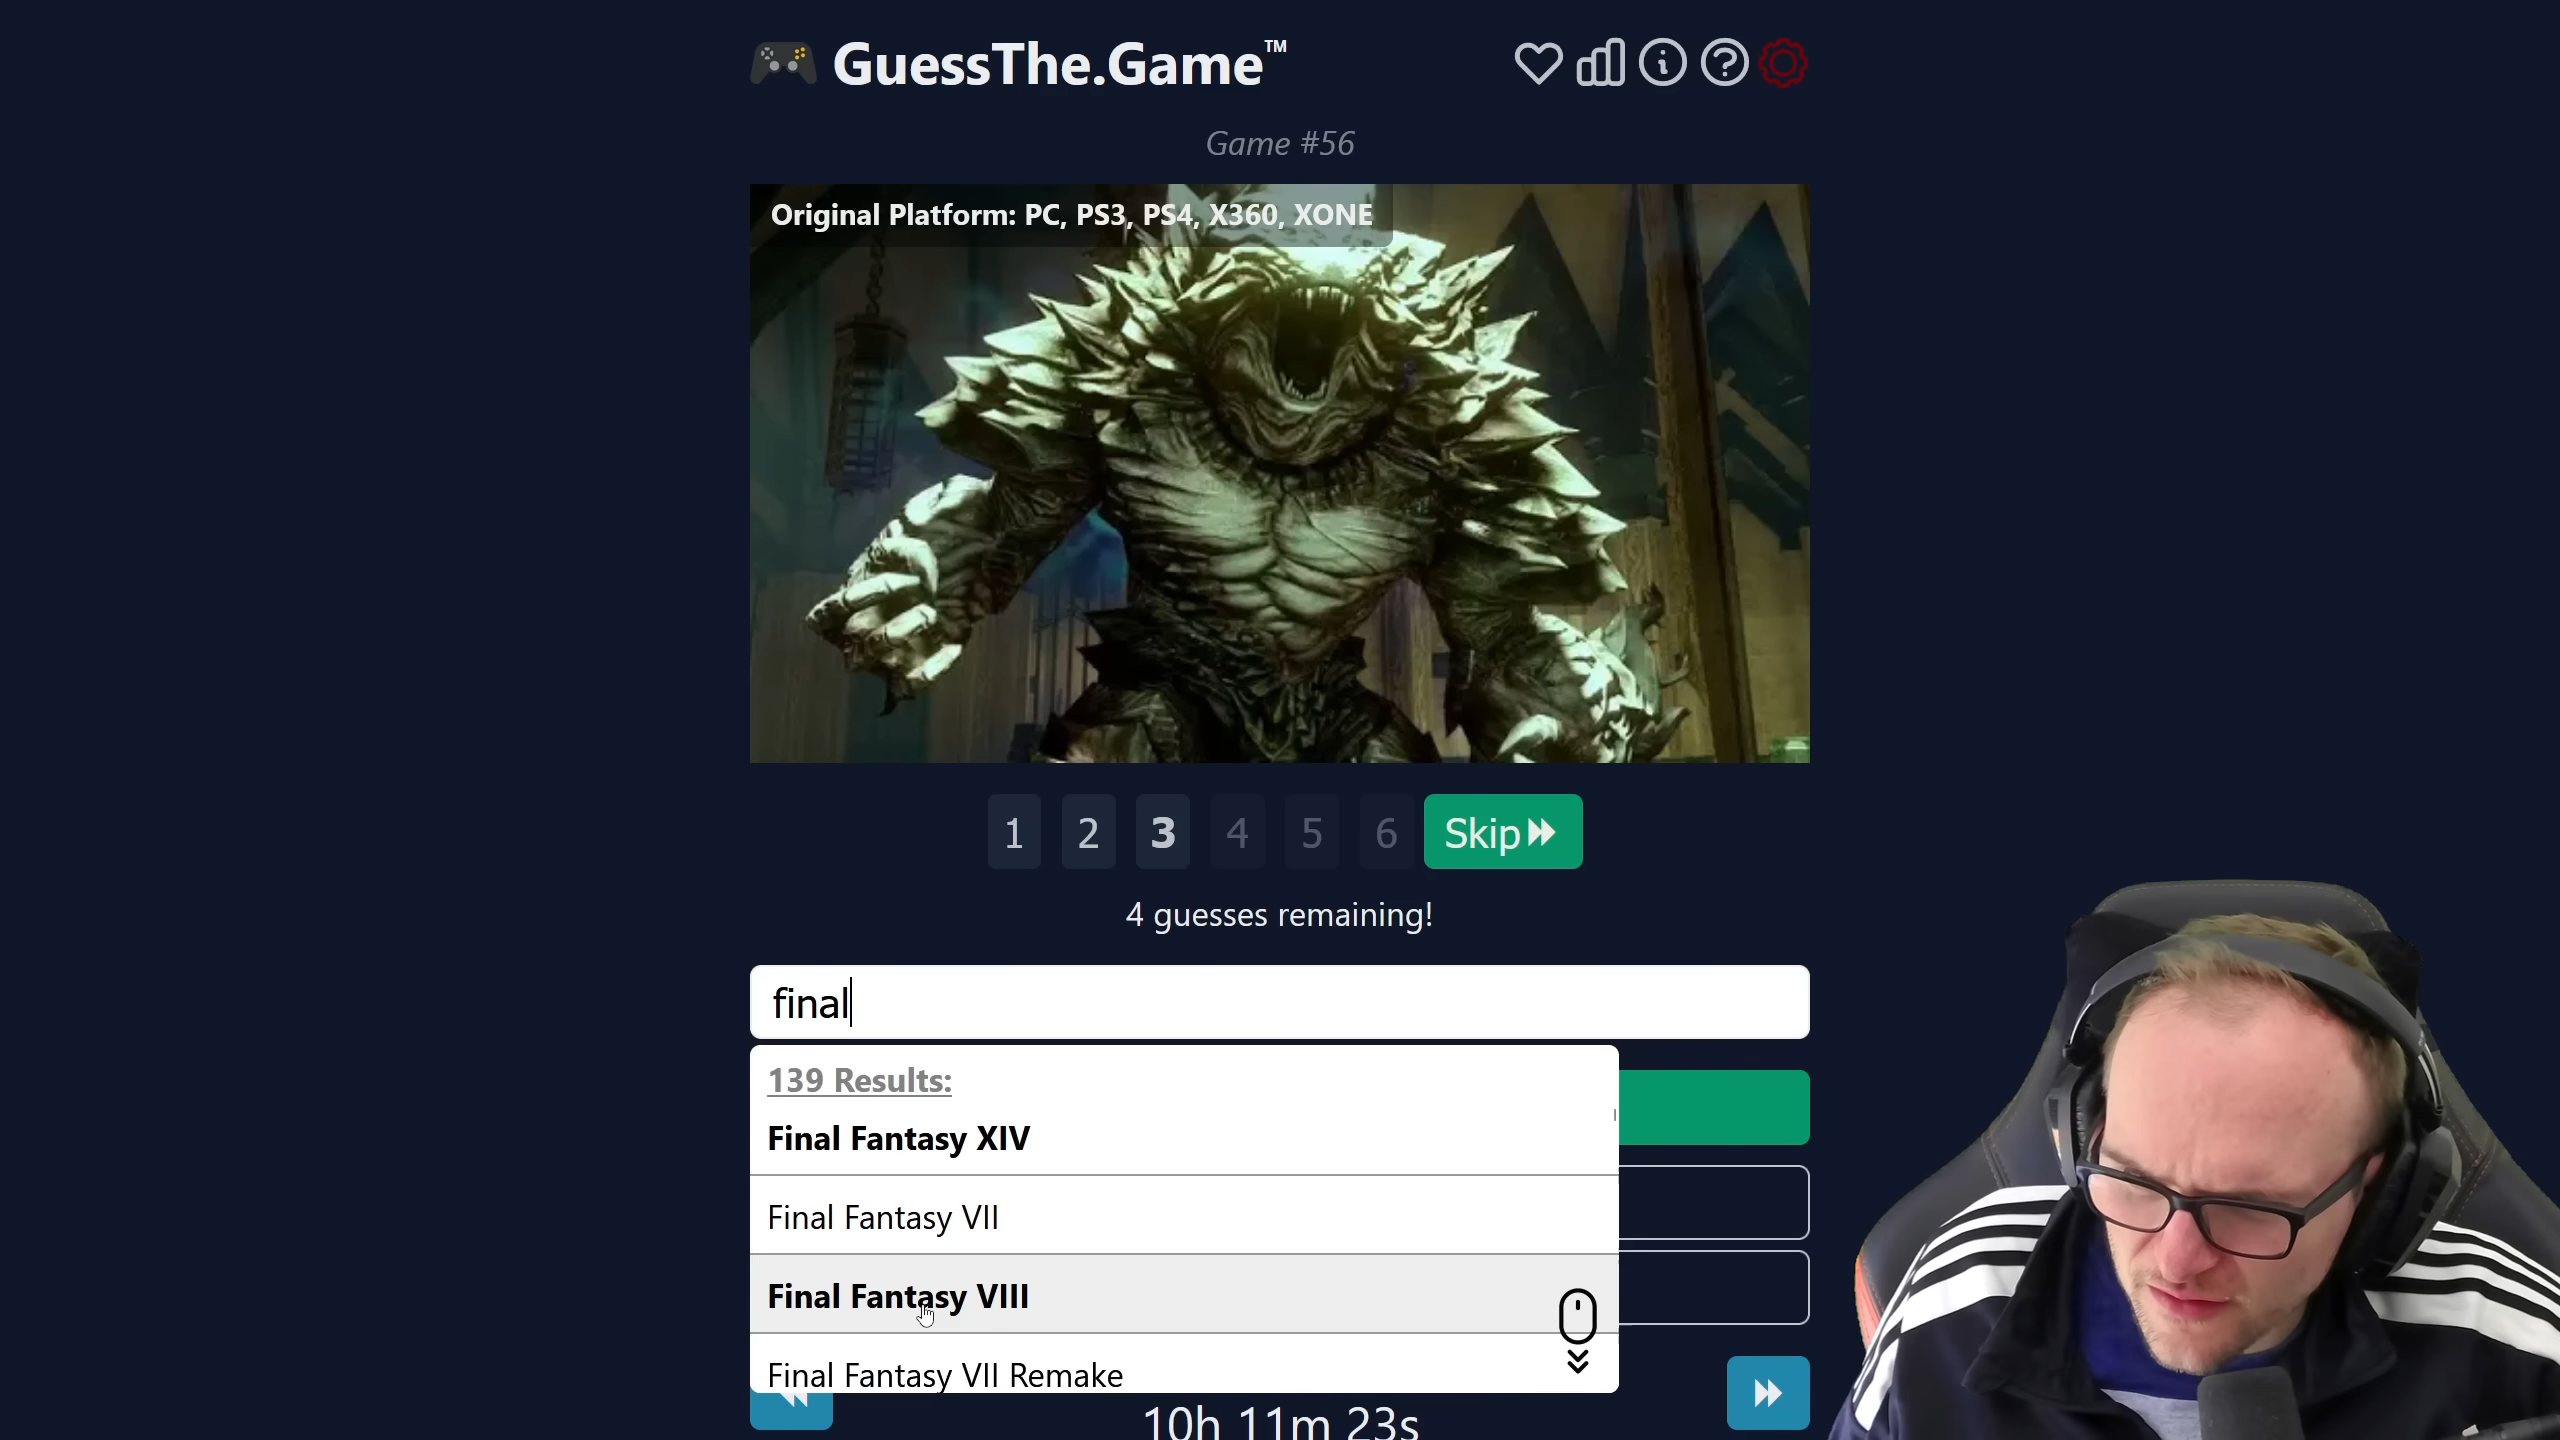 GuessThe.Game™
Game #56
Original Platform: PC, PS3, PS4, X360, XONE
1 2 3 4 5 6 Skip
4 guesses remaining!
final
139 Results:
Final Fantasy XIV
Final Fantasy VII
Final Fantasy VIII
Final Fantasy VII Remake
10h 11m 23s